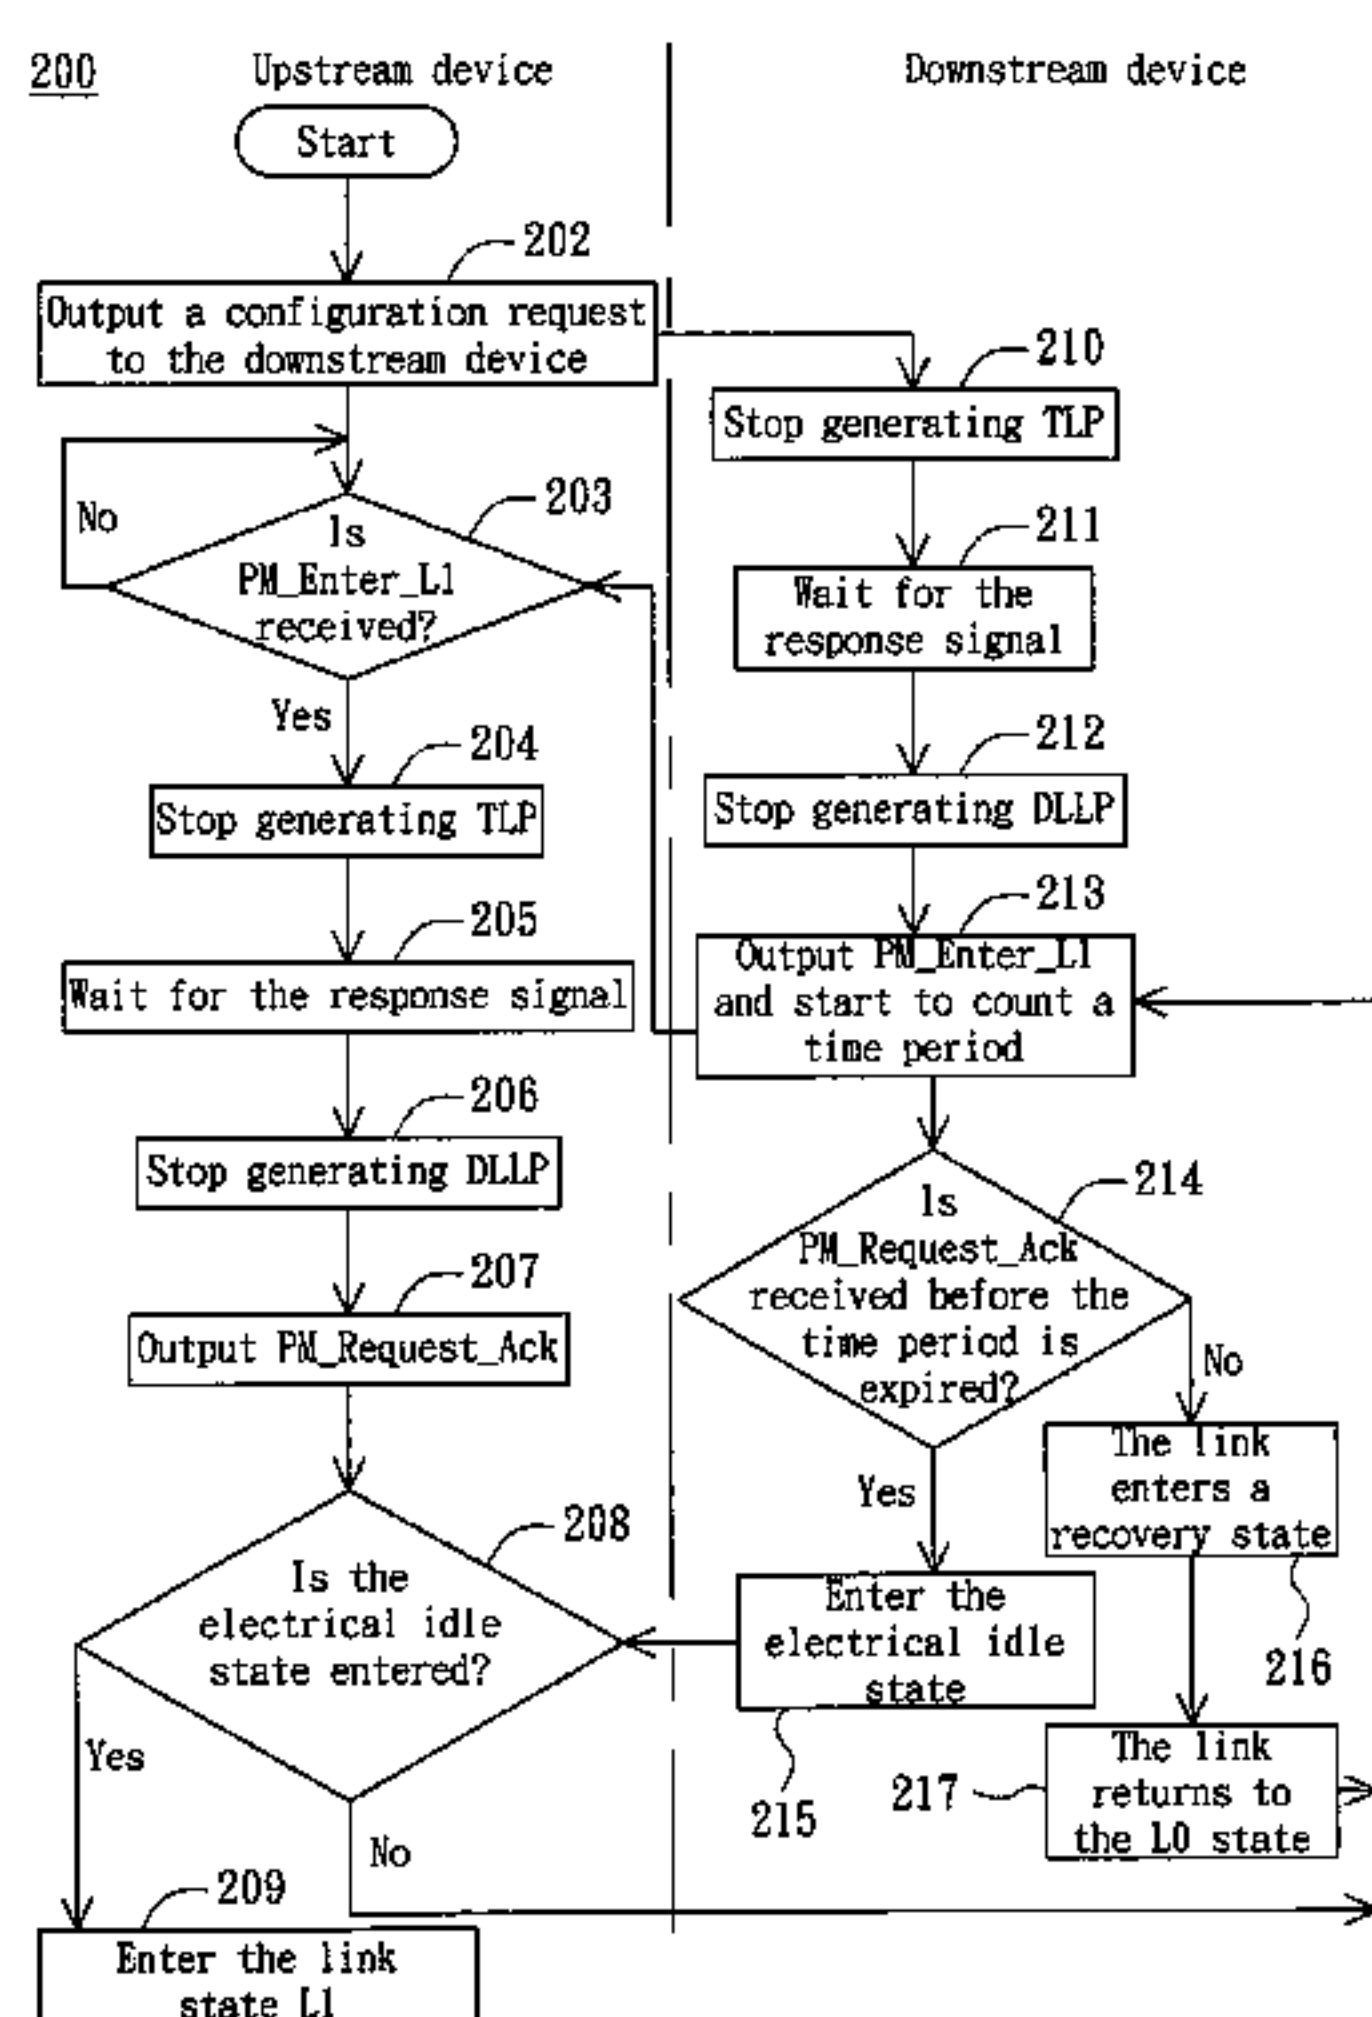 200
Upstream device
Downstream device
Start
202
Output a configuration request
to the downstream device
203
Is
PM_Enter_L1
received?
No
Yes
204
Stop generating TLP
205
Wait for the response signal
206
Stop generating DLLP
207
Output PM_Request_Ack
208
Is the
electrical idle
state entered?
Yes
No
209
Enter the link
state L1
210
Stop generating TLP
211
Wait for the
response signal
212
Stop generating DLLP
213
Output PM_Enter_L1
and start to count a
time period
214
Is
PM_Request_Ack
received before the
time period is
expired?
No
Yes
Enter the
electrical idle
state
215
The link
enters a
recovery state
216
217
The link
returns to
the L0 state